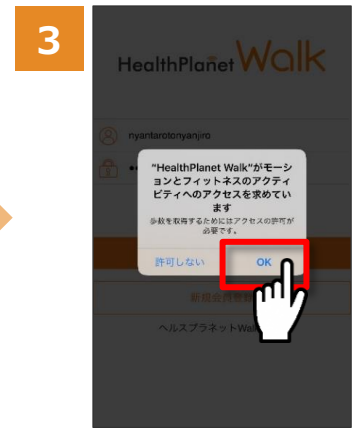 3
HealthPlanet Walk
nyantarotonyanjiro
"HealthPlanet Walk"がモーシ
ョンとフィットネスのアクティ
ビティへのアクセスを求めてい
ます
歩数を取得するためにはアクセスの許可が
必要です。
許可しない
OK
新規会員登録
ヘルスプラネットWalk